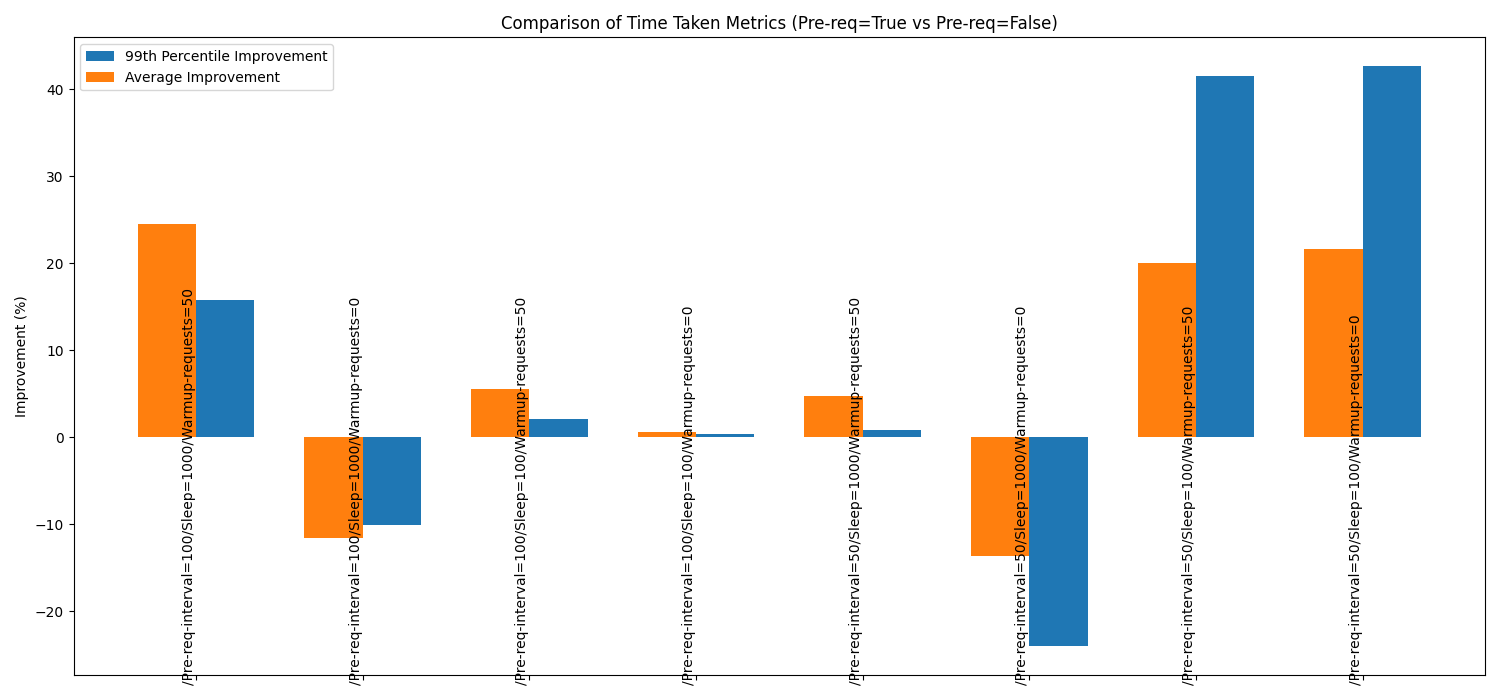 Comparison of Time Taken Metrics (Pre-req=True vs Pre-req=False)
99th Percentile Improvement
Average Improvement
Improvement (%)
40
30
20
10
0
−10
−20
/Pre-req-interval=100/Sleep=1000/Warmup-requests=50
/Pre-req-interval=100/Sleep=1000/Warmup-requests=0
/Pre-req-interval=100/Sleep=100/Warmup-requests=50
/Pre-req-interval=100/Sleep=100/Warmup-requests=0
/Pre-req-interval=50/Sleep=1000/Warmup-requests=50
/Pre-req-interval=50/Sleep=1000/Warmup-requests=0
/Pre-req-interval=50/Sleep=100/Warmup-requests=50
/Pre-req-interval=50/Sleep=100/Warmup-requests=0